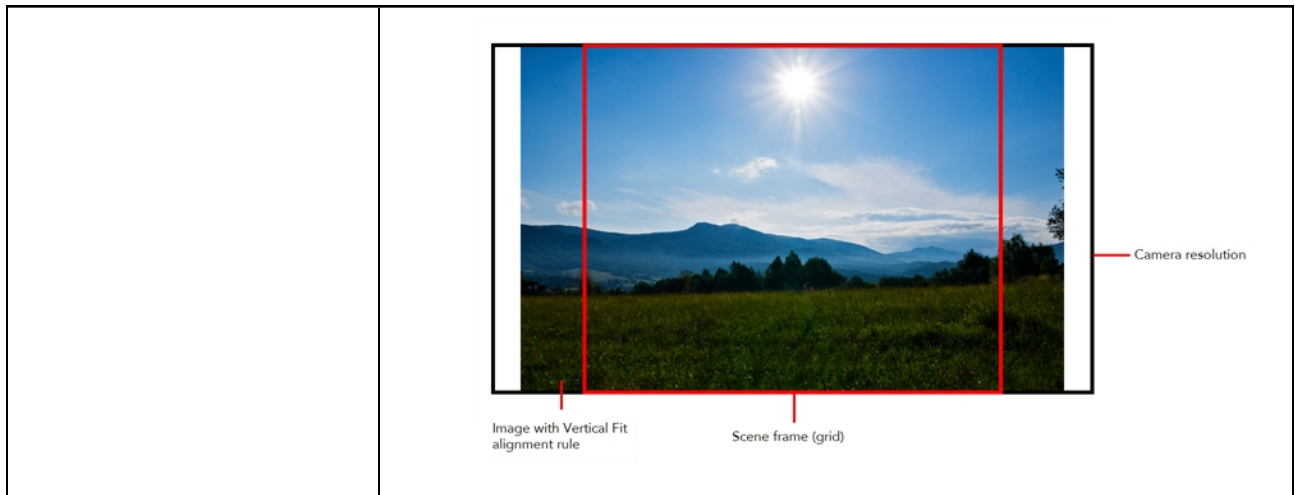 Camera resolution
Image with Vertical Fit
alignment rule
Scene frame (grid)